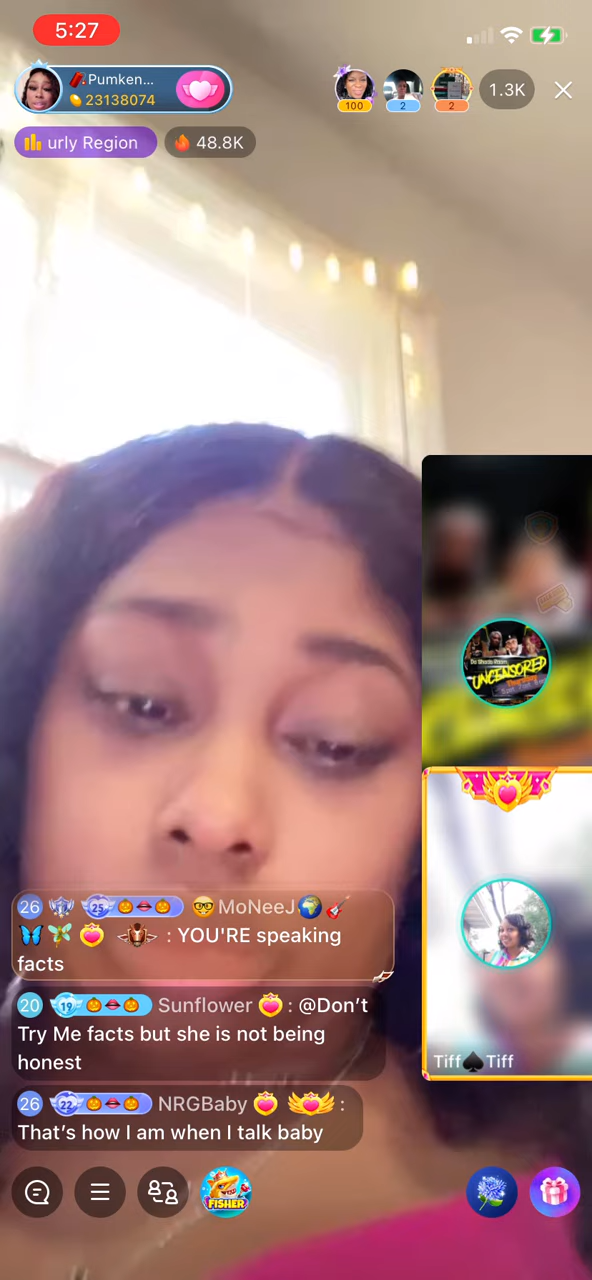 5:27
Pumken...
23138074
100
2
2
1.3K
urly Region
48.8K
UNCENSORED
26 25 MoNeeJ
: YOU'RE speaking
facts
20 19 Sunflower : @Don't
Try Me facts but she is not being
honest
26 22 NRGBaby :
That's how I am when I talk baby
Tiff♠Tiff
FISHER